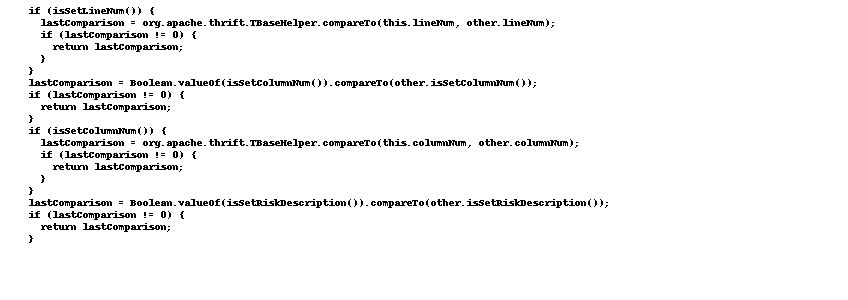 if (isSetLineNum()) {
  lastComparison = org.apache.thrift.TBaseHelper.compareTo(this.lineNum, other.lineNum);
  if (lastComparison != 0) {
    return lastComparison;
  }
}
lastComparison = Boolean.valueOf(isSetColumnNum()).compareTo(other.isSetColumnNum());
if (lastComparison != 0) {
  return lastComparison;
}
if (isSetColumnNum()) {
  lastComparison = org.apache.thrift.TBaseHelper.compareTo(this.columnNum, other.columnNum);
  if (lastComparison != 0) {
    return lastComparison;
  }
}
lastComparison = Boolean.valueOf(isSetRiskDescription()).compareTo(other.isSetRiskDescription());
if (lastComparison != 0) {
  return lastComparison;
}